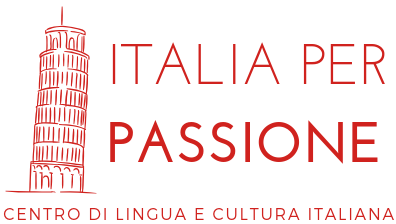 ITALIA PER
PASSIONE
CENTRO DI LINGUA E CULTURA ITALIANA